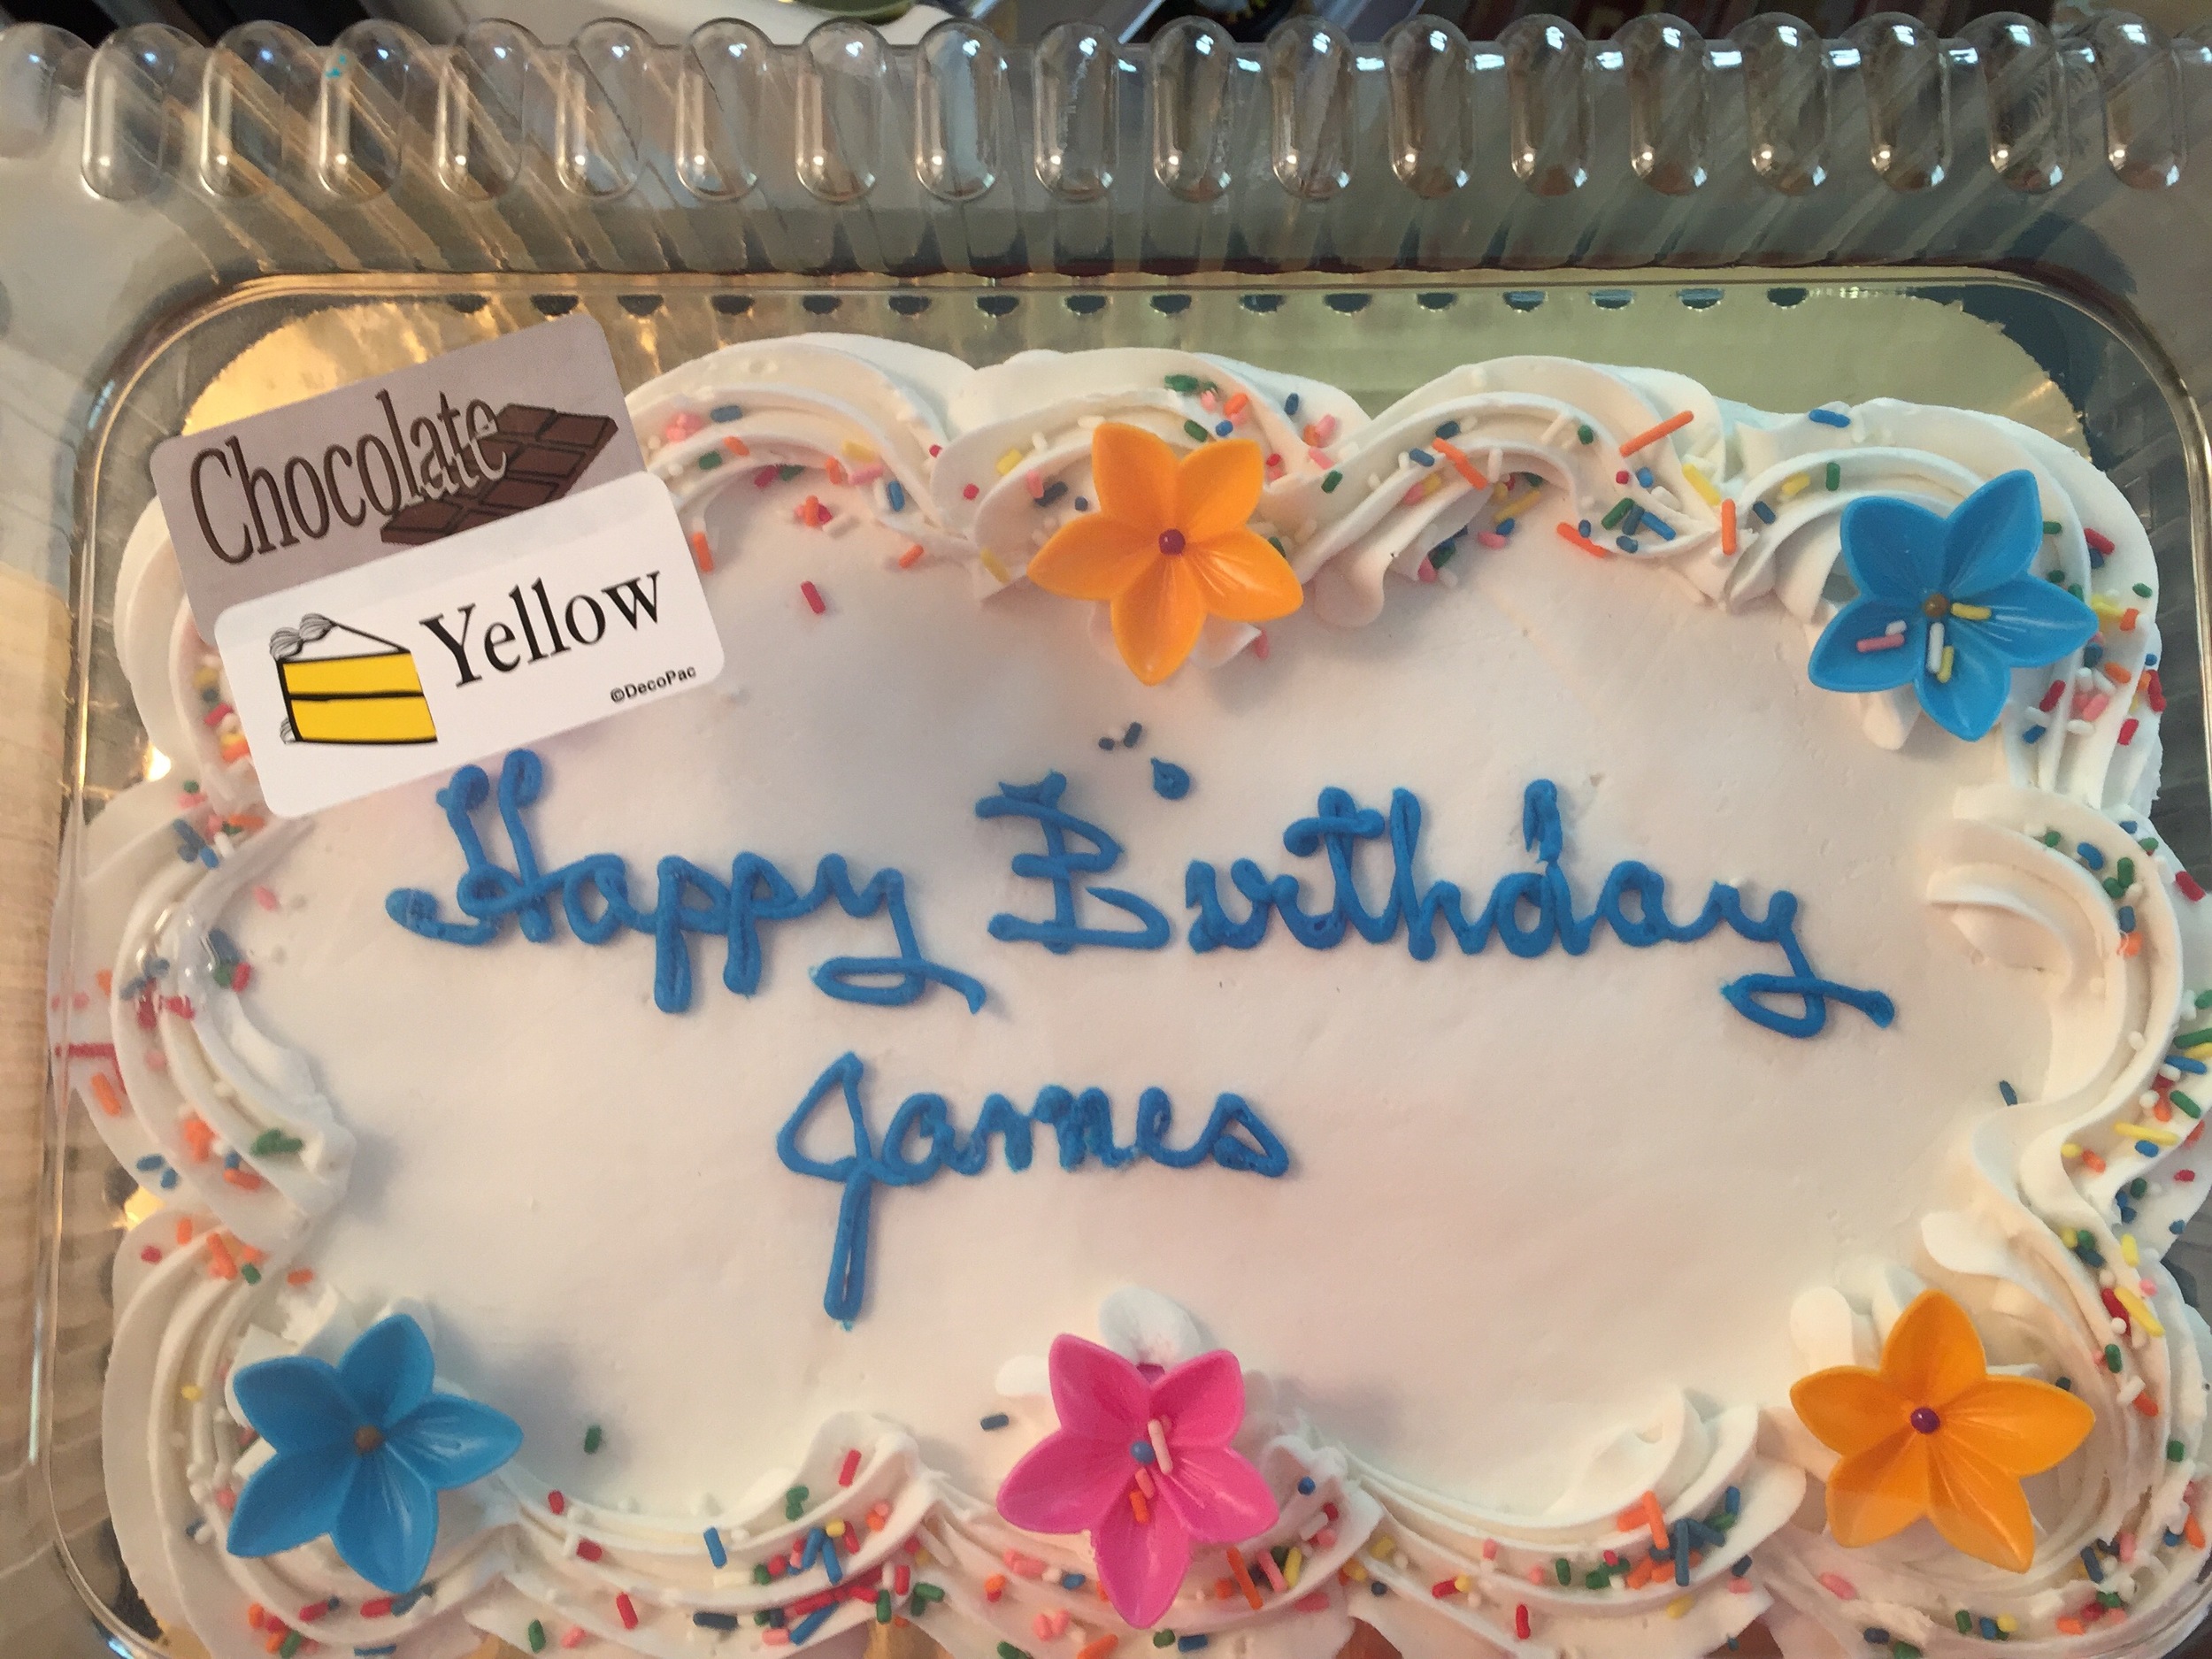 Chocolate
Yellow
©DecoPac
Happy Birthday
James